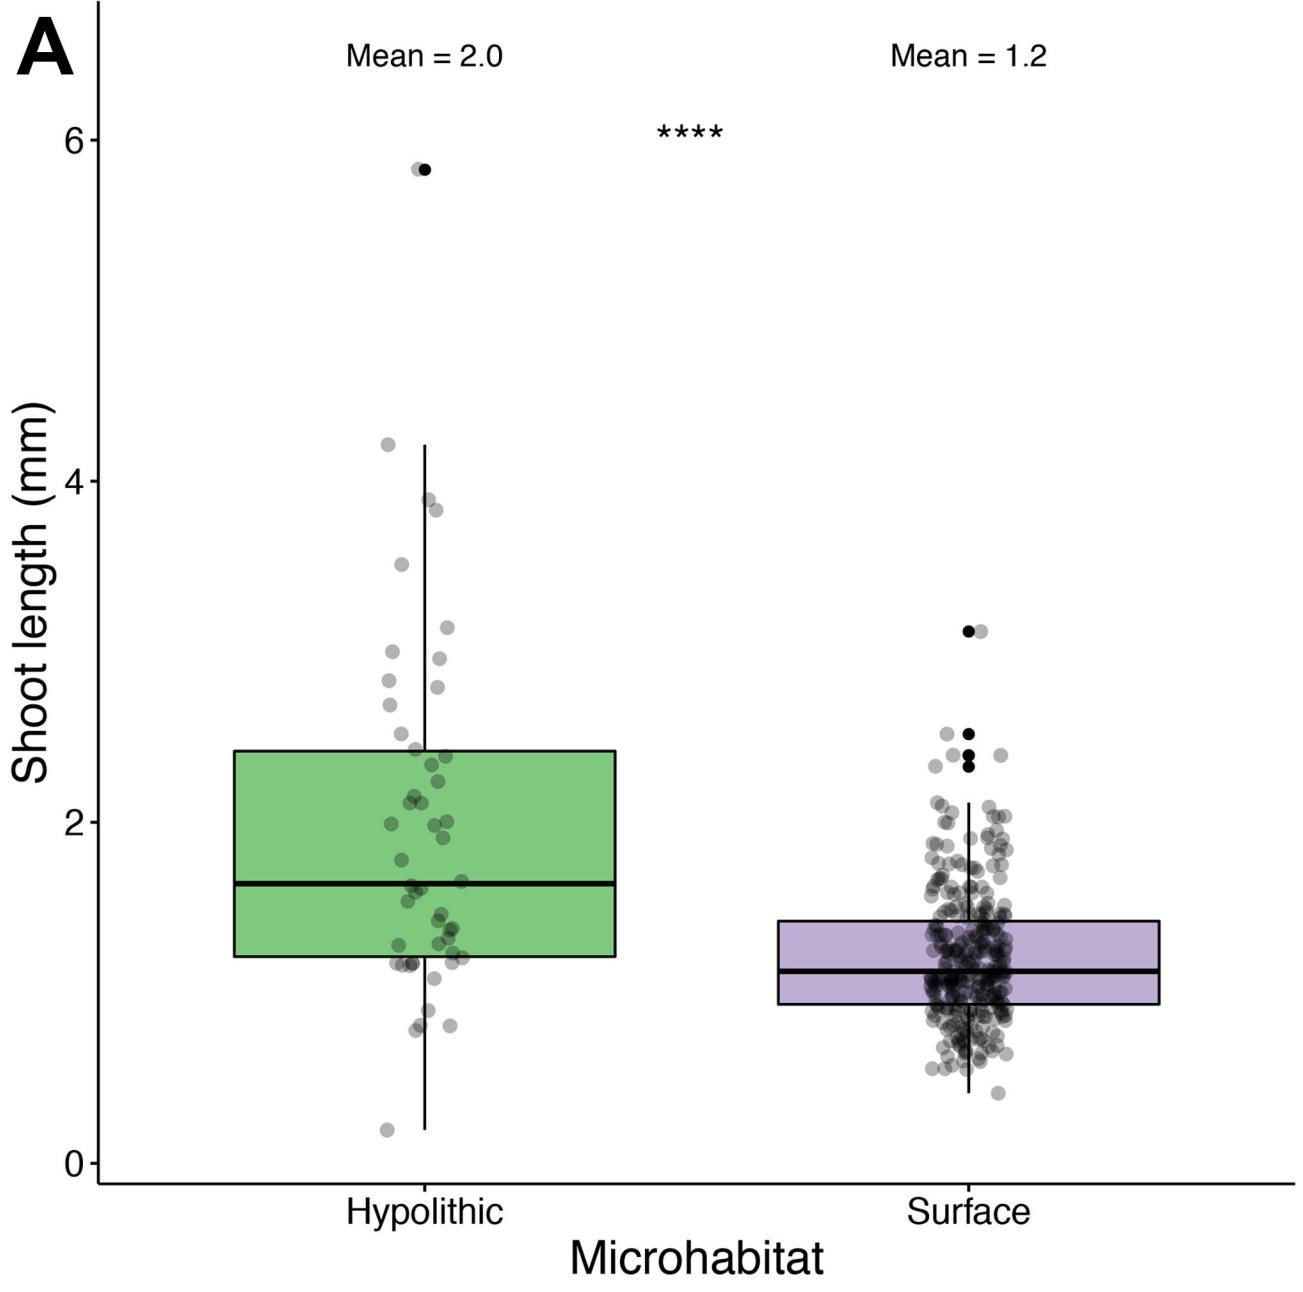 A
Mean = 2.0
Mean = 1.2
****
6
4
2
0
Shoot length (mm)
Hypolithic
Surface
Microhabitat